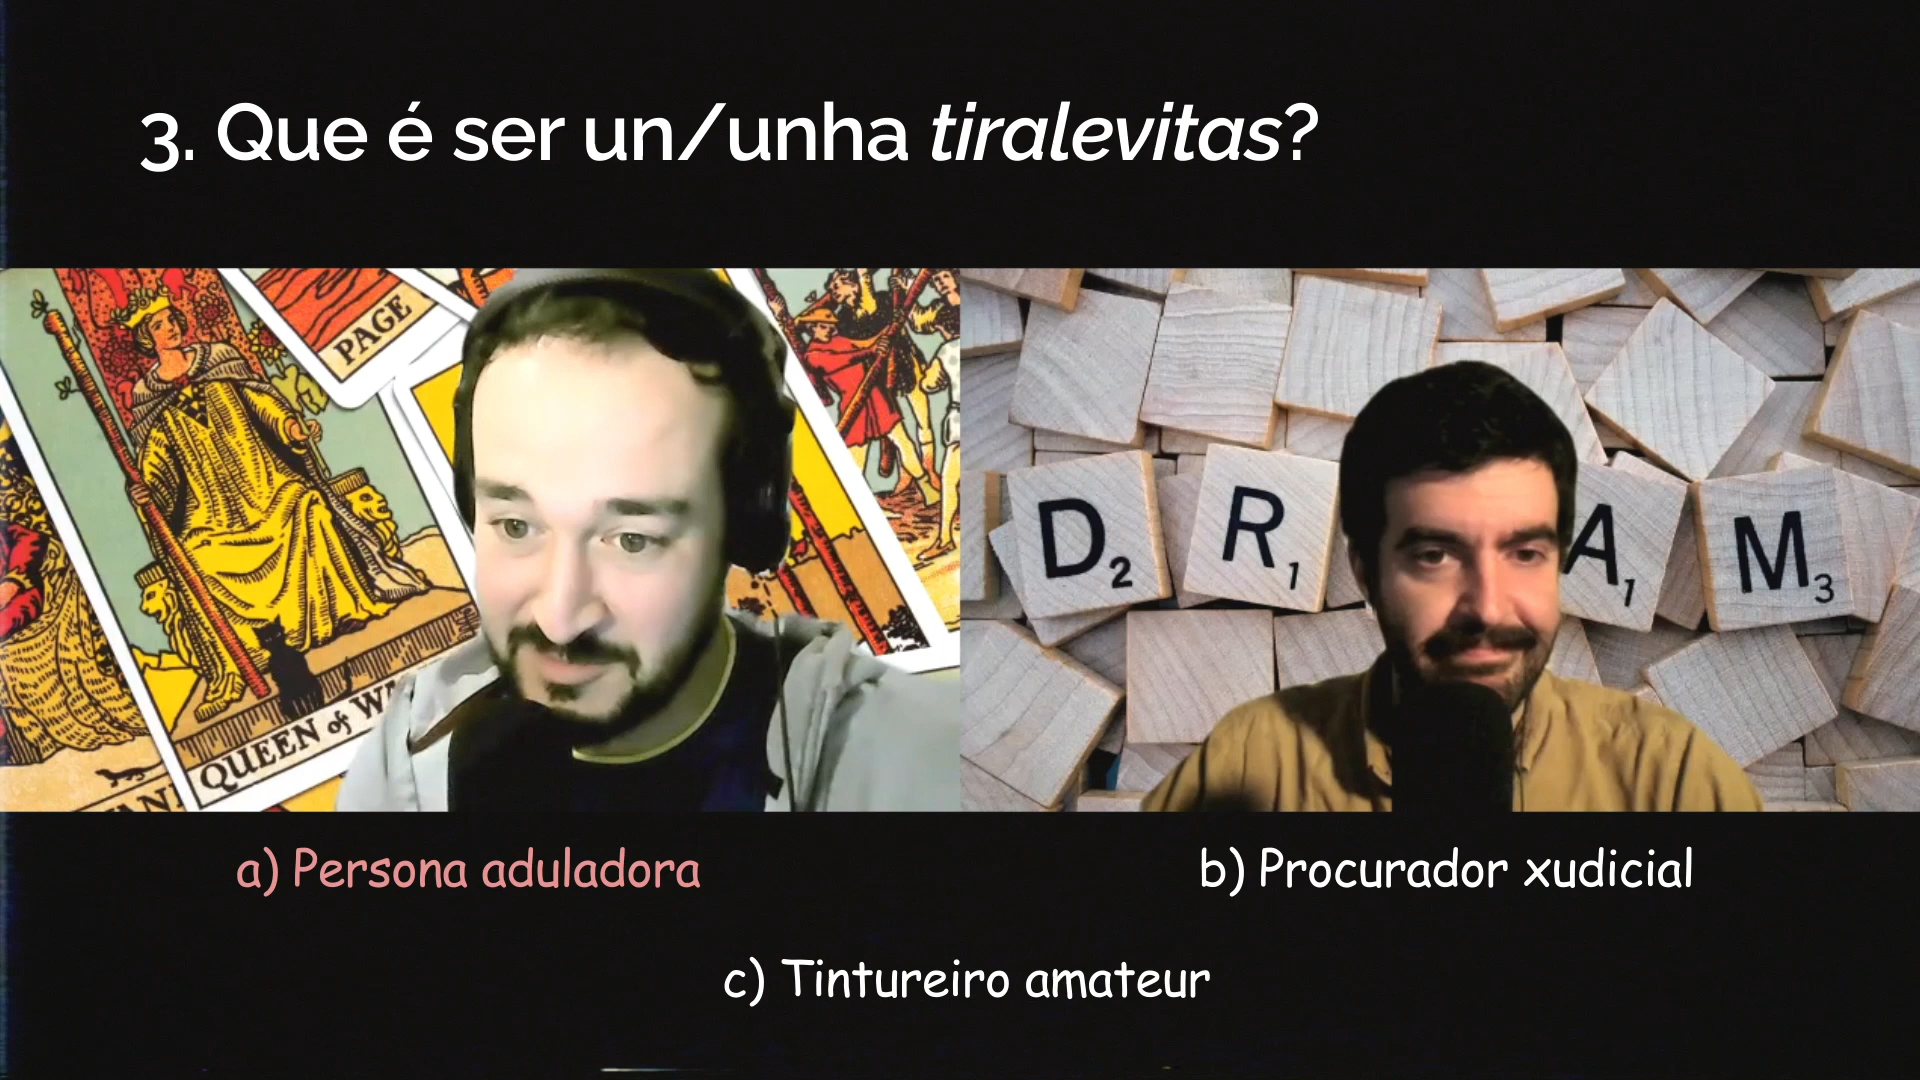 3. Que é ser un/unha tiralevitas?
PAGE
QUEEN of W
D2 R1 A1 M3
a) Persona aduladora
b) Procurador xudicial
c) Tintureiro amateur